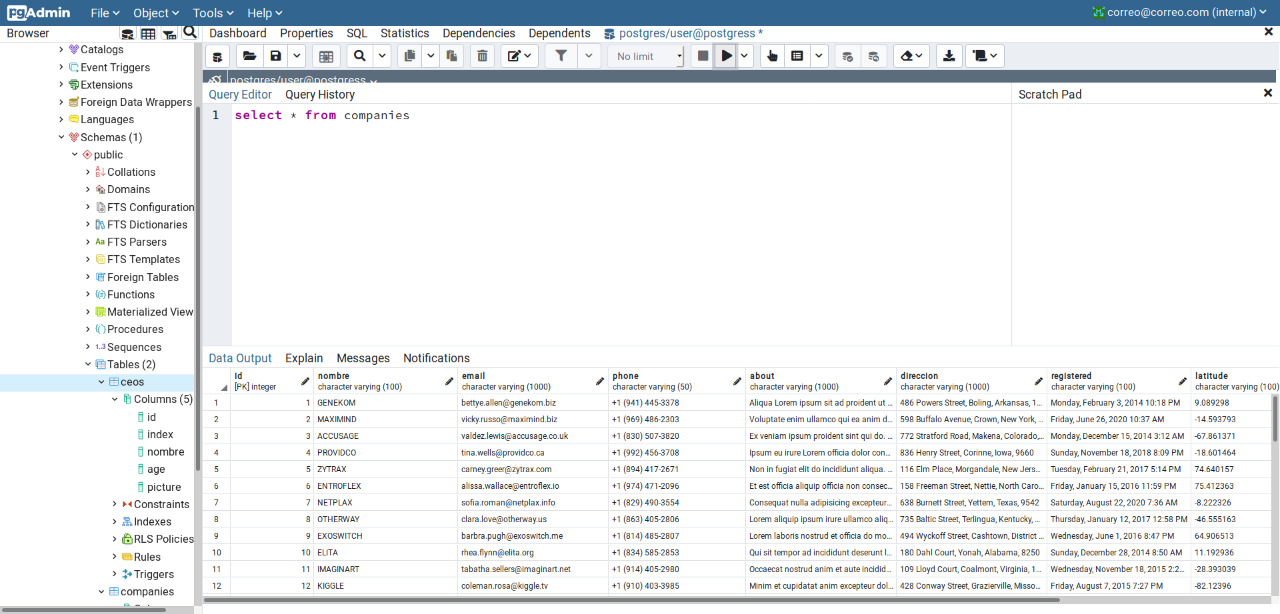 pgAdmin File Object Tools Help correo@correo.com (internal)
Browser Dashboard Properties SQL Statistics Dependencies Dependents postgres/user@postgress *
Catalogs
Event Triggers
Extensions
Foreign Data Wrappers
Languages
Schemas (1)
public
Collations
Domains
FTS Configuration
FTS Dictionaries
FTS Parsers
FTS Templates
Foreign Tables
Functions
Materialized View
Procedures
Sequences
Tables (2)
ceos
Columns (5)
id
index
nombre
age
picture
Constraints
Indexes
RLS Policies
Rules
Triggers
companies
No limit
postgres/user@postgress
Query Editor Query History Scratch Pad
1 select * from companies
Data Output Explain Messages Notifications
id nombre email phone about direccion registered latitude
[PK] integer character varying (100) character varying (1000) character varying (50) character varying (1000) character varying (1000) character varying (100) character varying (100)
1 1 GENEKOM bettye.allen@genekom.biz +1 (941) 445-3378 Aliqua Lorem ipsum sit ad proident ut ... 486 Powers Street, Boling, Arkansas, 1... Monday, February 3, 2014 10:18 PM 9.089298
2 2 MAXIMIND vicky.russo@maximind.biz +1 (969) 486-2303 Voluptate enim ullamco qui ea anim d... 598 Buffalo Avenue, Crown, New York, ... Friday, June 26, 2020 10:37 AM -14.593793
3 3 ACCUSAGE valdez.lewis@accusage.co.uk +1 (830) 507-3820 Ex veniam ipsum proident sint qui do. ... 772 Stratford Road, Makena, Colorado,... Monday, December 15, 2014 3:12 AM -67.861371
4 4 PROVIDCO tina.wells@providco.ca +1 (992) 456-3708 Ipsum eu irure Lorem officia dolor con... 836 Henry Street, Corinne, Iowa, 9660 Sunday, November 18, 2018 8:09 PM -18.601464
5 5 ZYTRAX carney.greer@zytrax.com +1 (894) 417-2671 Non in fugiat elit do incididunt aliqua. ... 116 Elm Place, Morgandale, New Jers... Tuesday, February 21, 2017 5:14 PM 74.640157
6 6 ENTROFLEX alissa.wallace@entroflex.io +1 (974) 471-2096 Et est officia aliquip officia non consec... 158 Freeman Street, Nettie, North Caro... Friday, January 15, 2016 11:59 PM 75.412363
7 7 NETPLAX sofia.roman@netplax.info +1 (829) 490-3554 Consequat nulla adipisicing excepteur... 638 Burnett Street, Yettem, Texas, 9542 Saturday, August 22, 2020 7:36 AM -8.222326
8 8 OTHERWAY clara.love@otherway.us +1 (863) 405-2806 Lorem aliquip ipsum irure ullamco aliq... 735 Baltic Street, Terlingua, Kentucky, ... Thursday, January 12, 2017 12:58 PM -46.555163
9 9 EXOSWITCH barbra.pugh@exoswitch.me +1 (814) 485-2807 Lorem laboris nostrud et officia do mo... 494 Wyckoff Street, Cashtown, District ... Wednesday, June 1, 2016 8:47 PM 64.906513
10 10 ELITA rhea.flynn@elita.org +1 (834) 585-2853 Qui sit tempor ad incididunt deserunt l... 180 Dahl Court, Yonah, Alabama, 8250 Sunday, December 28, 2014 8:50 AM 11.192936
11 11 IMAGINART tabatha.sellers@imaginart.net +1 (914) 405-2980 Occaecat nostrud anim et aute incidid... 109 Lloyd Court, Coalmont, Virginia, 1... Wednesday, November 18, 2015 2:2... -28.393039
12 12 KIGGLE coleman.rosa@kiggle.tv +1 (910) 403-3985 Minim et cupidatat anim excepteur dol... 428 Conway Street, Grazierville, Misso... Friday, August 7, 2015 7:27 PM -82.12396